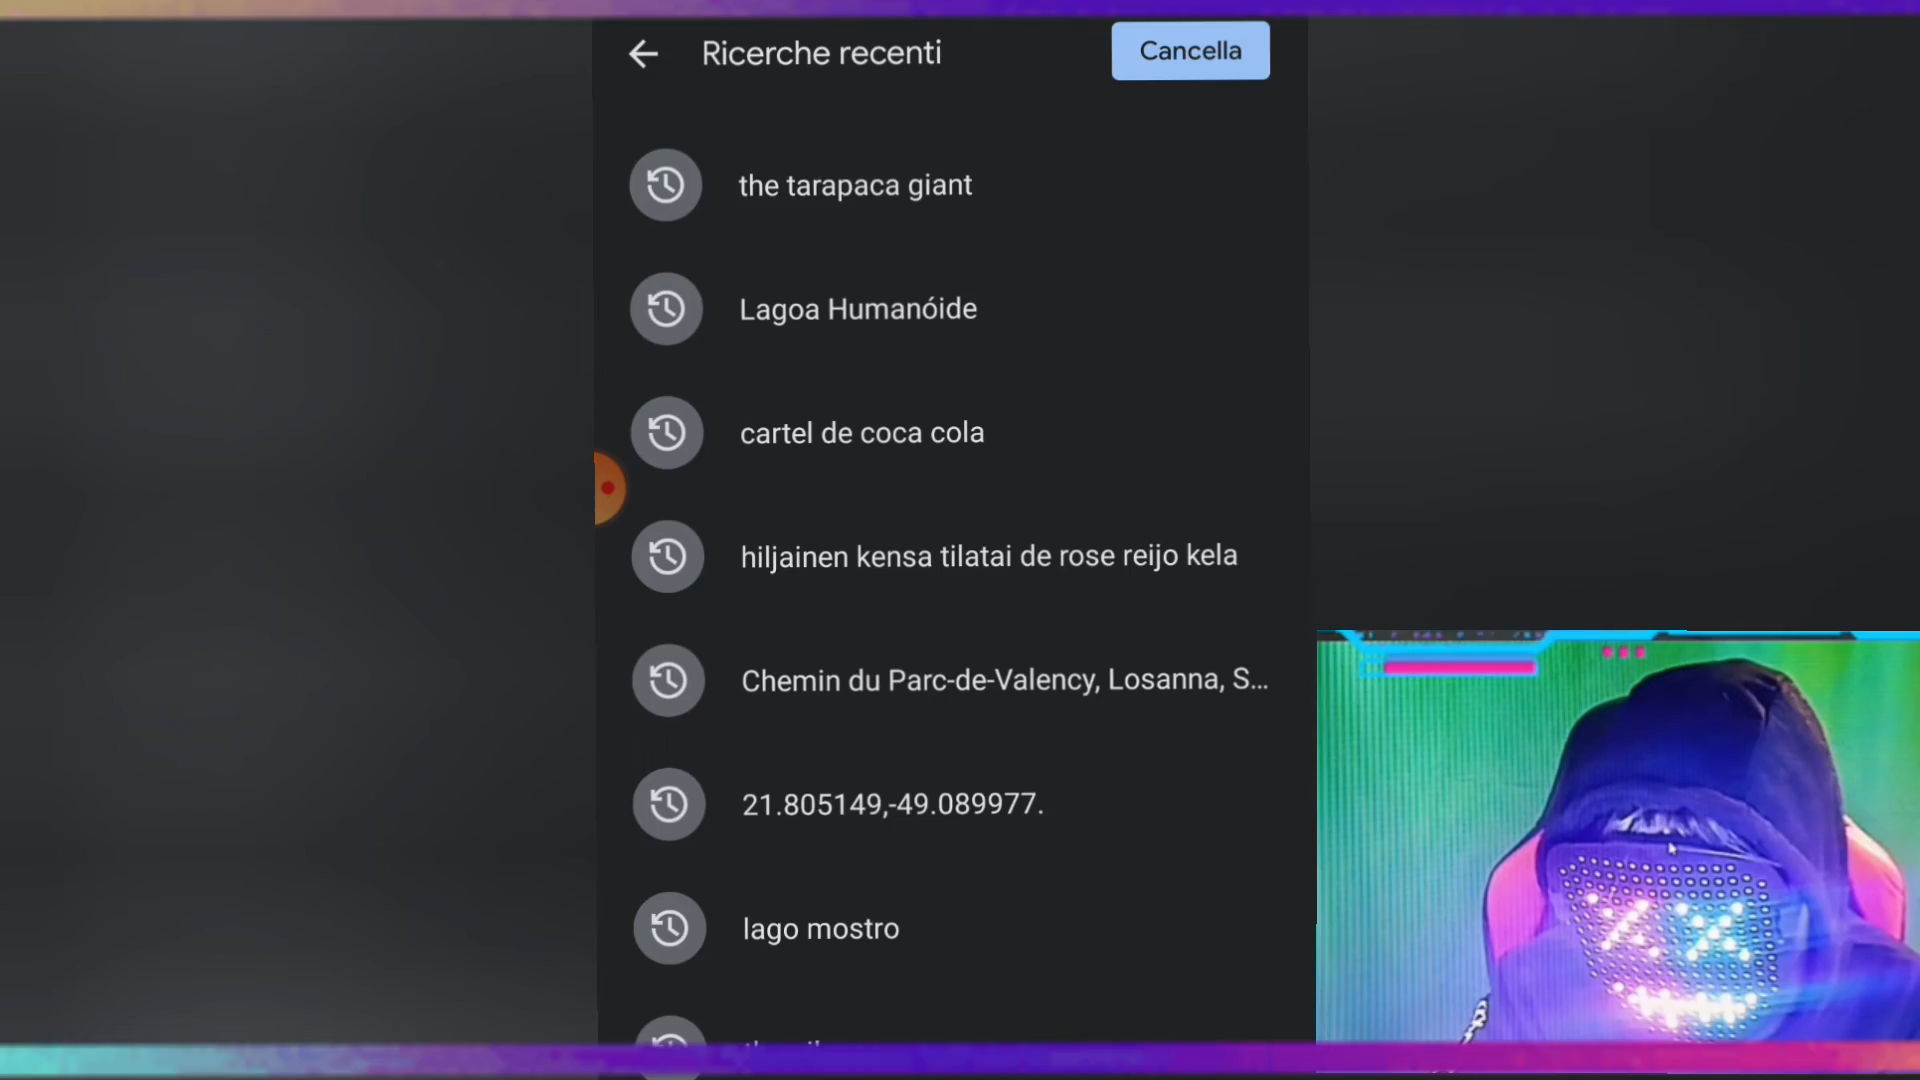 Ricerche recenti
Cancella
the tarapaca giant
Lagoa Humanóide
cartel de coca cola
hiljainen kensa tilatai de rose reijo kela
Chemin du Parc-de-Valency, Losanna, S...
21.805149,-49.089977.
lago mostro